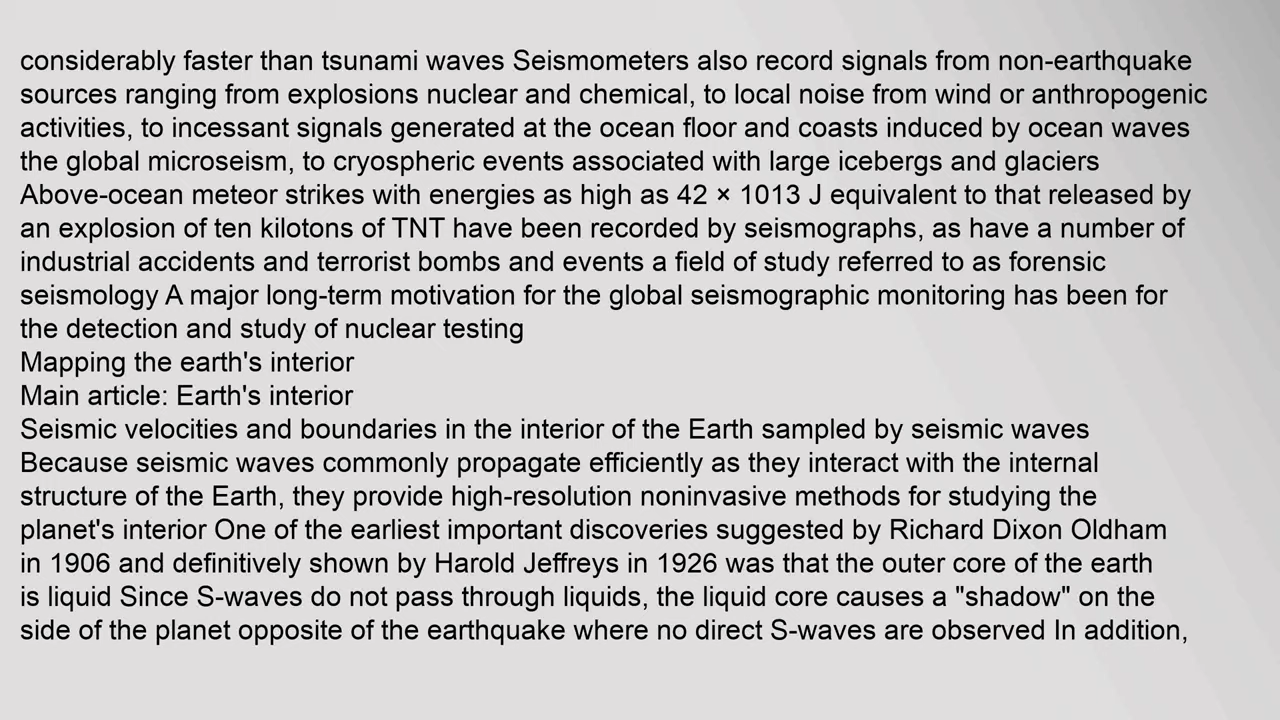 considerably faster than tsunami waves Seismometers also record signals from non-earthquake
sources ranging from explosions nuclear and chemical, to local noise from wind or anthropogenic
activities, to incessant signals generated at the ocean floor and coasts induced by ocean waves
the global microseism, to cryospheric events associated with large icebergs and glaciers
Above-ocean meteor strikes with energies as high as 42 × 1013 J equivalent to that released by
an explosion of ten kilotons of TNT have been recorded by seismographs, as have a number of
industrial accidents and terrorist bombs and events a field of study referred to as forensic
seismology A major long-term motivation for the global seismographic monitoring has been for
the detection and study of nuclear testing
Mapping the earth's interior
Main article: Earth's interior
Seismic velocities and boundaries in the interior of the Earth sampled by seismic waves
Because seismic waves commonly propagate efficiently as they interact with the internal
structure of the Earth, they provide high-resolution noninvasive methods for studying the
planet's interior One of the earliest important discoveries suggested by Richard Dixon Oldham
in 1906 and definitively shown by Harold Jeffreys in 1926 was that the outer core of the earth
is liquid Since S-waves do not pass through liquids, the liquid core causes a "shadow" on the
side of the planet opposite of the earthquake where no direct S-waves are observed In addition,